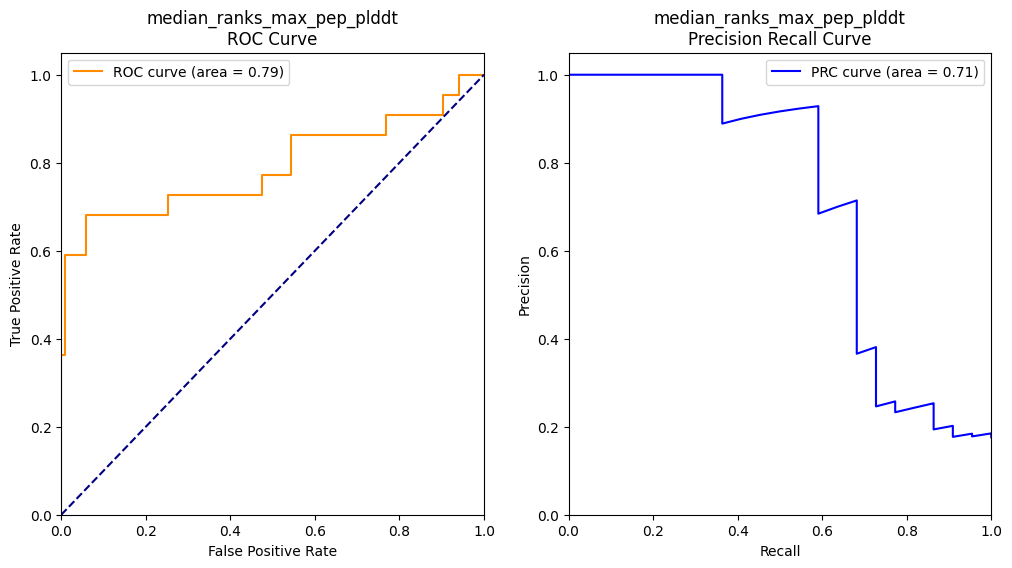 median_ranks_max_pep_plddt
ROC Curve
ROC curve (area = 0.79)
1.0
0.8
0.6
0.4
0.2
0.0
True Positive Rate
0.0 0.2 0.4 0.6 0.8 1.0
False Positive Rate
median_ranks_max_pep_plddt
Precision Recall Curve
PRC curve (area = 0.71)
1.0
0.8
0.6
0.4
0.2
0.0
Precision
0.0 0.2 0.4 0.6 0.8 1.0
Recall